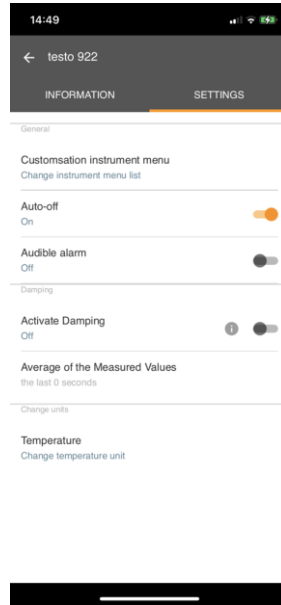 14:49
testo 922
INFORMATION SETTINGS
General
Customsation instrument menu
Change instrument menu list
Auto-off
On
Audible alarm
Off
Damping
Activate Damping
Off
Average of the Measured Values
the last 0 seconds
Change units
Temperature
Change temperature unit